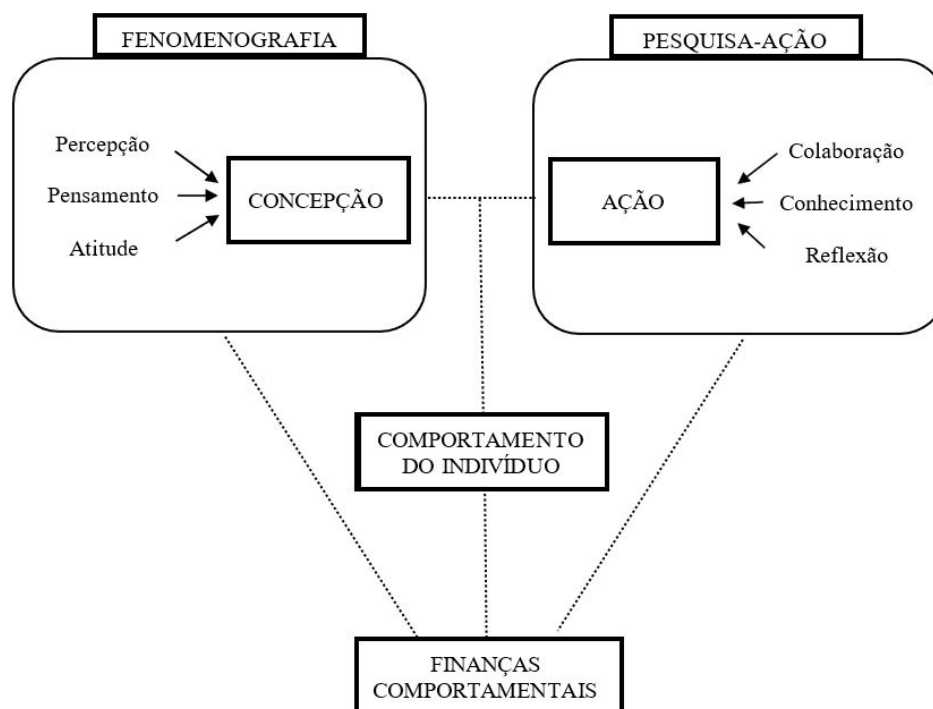 FENOMENOGRAFIA
PESQUISA-AÇÃO
Percepção
Pensamento
Atitude
CONCEPÇÃO
AÇÃO
Colaboração
Conhecimento
Reflexão
COMPORTAMENTO
DO INDIVÍDUO
FINANÇAS
COMPORTAMENTAIS